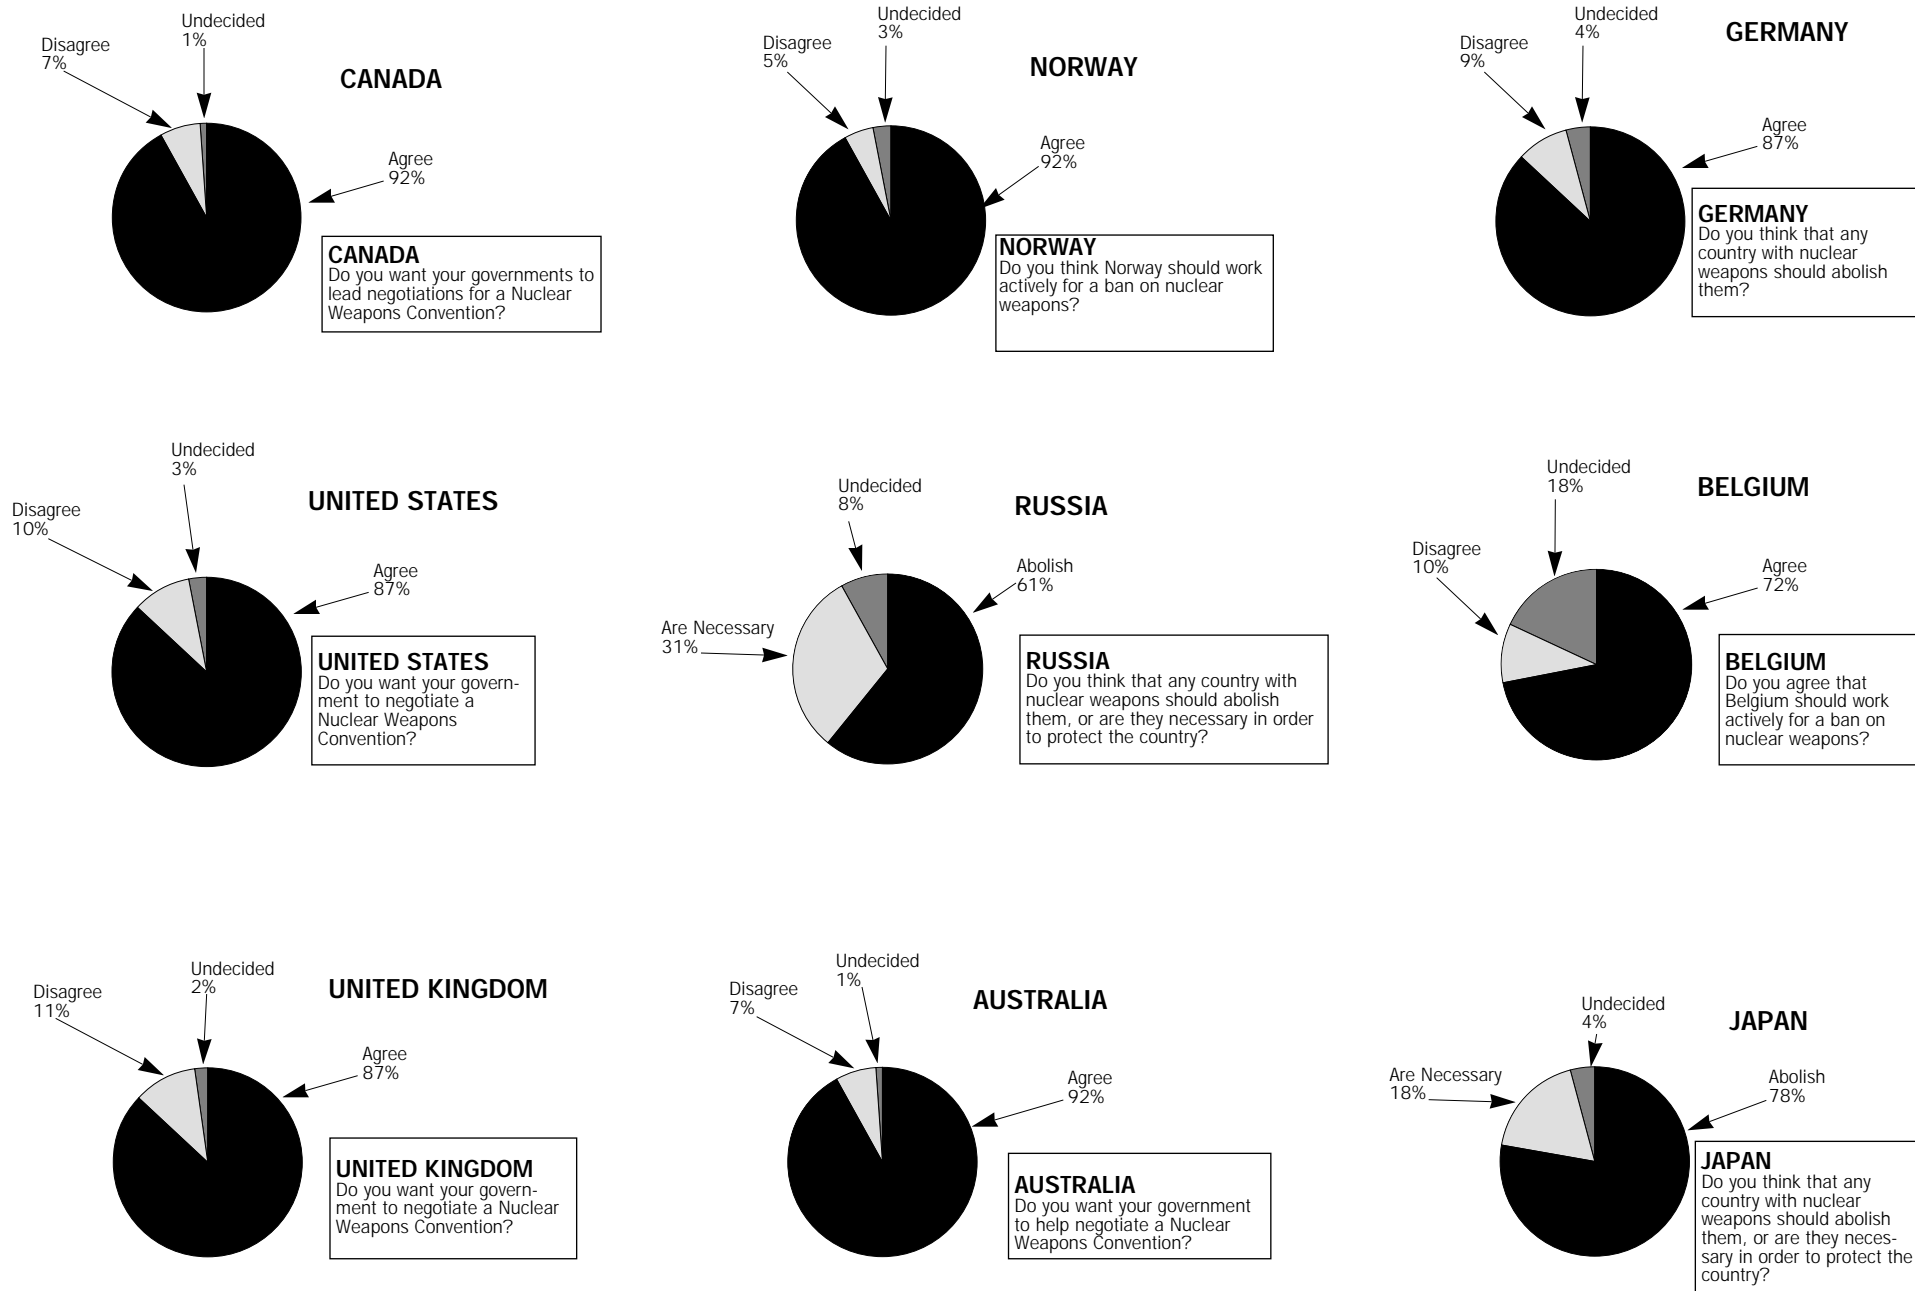 Undecided
1%
Disagree
7%
CANADA
Agree
92%
CANADA
Do you want your governments to
lead negotiations for a Nuclear
Weapons Convention?
Undecided
3%
Disagree
5%
NORWAY
Agree
92%
NORWAY
Do you think Norway should work
actively for a ban on nuclear
weapons?
Undecided
4%
Disagree
9%
GERMANY
Agree
87%
GERMANY
Do you think that any
country with nuclear
weapons should abolish
them?
Undecided
3%
Disagree
10%
UNITED STATES
Agree
87%
UNITED STATES
Do you want your govern-
ment to negotiate a
Nuclear Weapons
Convention?
Undecided
8%
RUSSIA
Abolish
61%
Are Necessary
31%
RUSSIA
Do you think that any country with
nuclear weapons should abolish
them, or are they necessary in order
to protect the country?
Undecided
18%
BELGIUM
Disagree
10%
Agree
72%
BELGIUM
Do you agree that
Belgium should work
actively for a ban on
nuclear weapons?
Undecided
2%
Disagree
11%
UNITED KINGDOM
Agree
87%
UNITED KINGDOM
Do you want your govern-
ment to negotiate a Nuclear
Weapons Convention?
Undecided
1%
Disagree
7%
AUSTRALIA
Agree
92%
AUSTRALIA
Do you want your government
to help negotiate a Nuclear
Weapons Convention?
Undecided
4%
JAPAN
Are Necessary
18%
Abolish
78%
JAPAN
Do you think that any
country with nuclear
weapons should abolish
them, or are they neces-
sary in order to protect the
country?